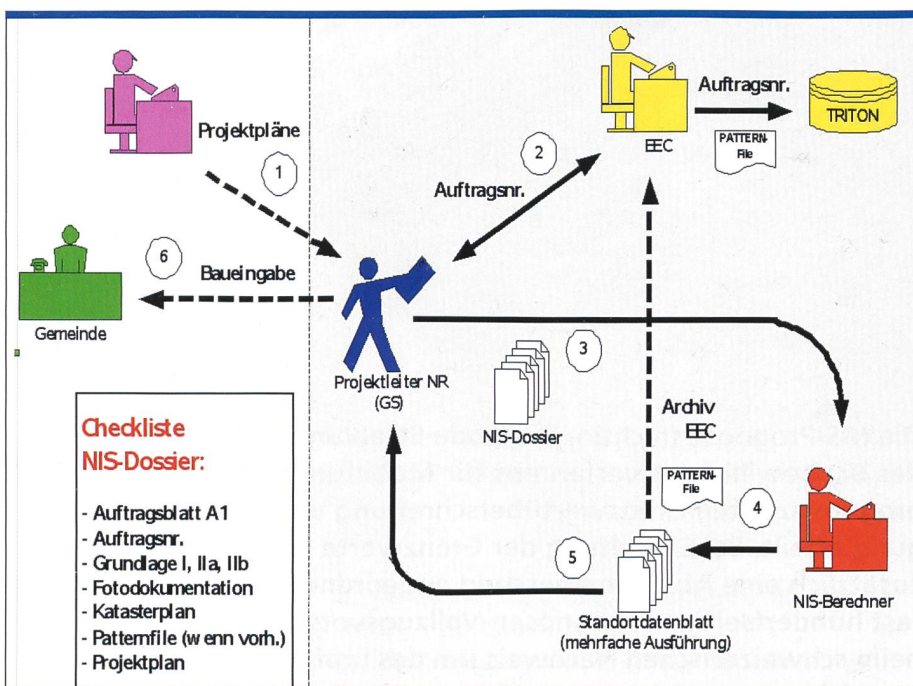 Projektpläne
1
2
Auftragsnr.
EEC
Auftragsnr.
PATTERN-
File
TRITON
6
Baueingabe
Gemeinde
Projektleiter NR
(GS)
3
NIS-Dossier
Archiv
EEC
PATTERN-
File
4
NIS-Berechner
5
Standortdatenblatt
(mehrfache Ausführung)
Checkliste
NIS-Dossier:
- Auftragsblatt A1
- Auftragsnr.
- Grundlage I, IIa, IIb
- Fotodokumentation
- Katasterplan
- Patternfile (wenn vorh.)
- Projektplan